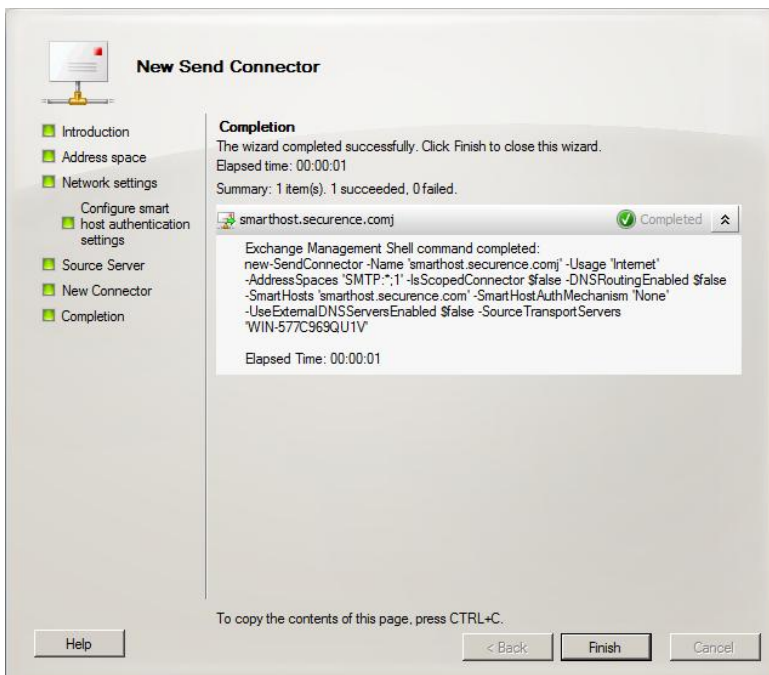 New Send Connector
Introduction
Address space
Network settings
Configure smart
host authentication
settings
Source Server
New Connector
Completion
Completion
The wizard completed successfully. Click Finish to close this wizard.
Elapsed time: 00:00:01
Summary: 1 item(s). 1 succeeded, 0 failed.
smarthost.securence.comj
Completed
Exchange Management Shell command completed:
new-SendConnector -Name 'smarthost.securence.comj' -Usage 'Internet'
-AddressSpaces 'SMTP:*;1' -IsScopedConnector $false -DNSRoutingEnabled $false
-SmartHosts 'smarthost.securence.com' -SmartHostAuthMechanism 'None'
-UseExternalDNSServersEnabled $false -SourceTransportServers
'WIN-577C969QU1V'
Elapsed Time: 00:00:01
To copy the contents of this page, press CTRL+C.
Help
< Back
Finish
Cancel